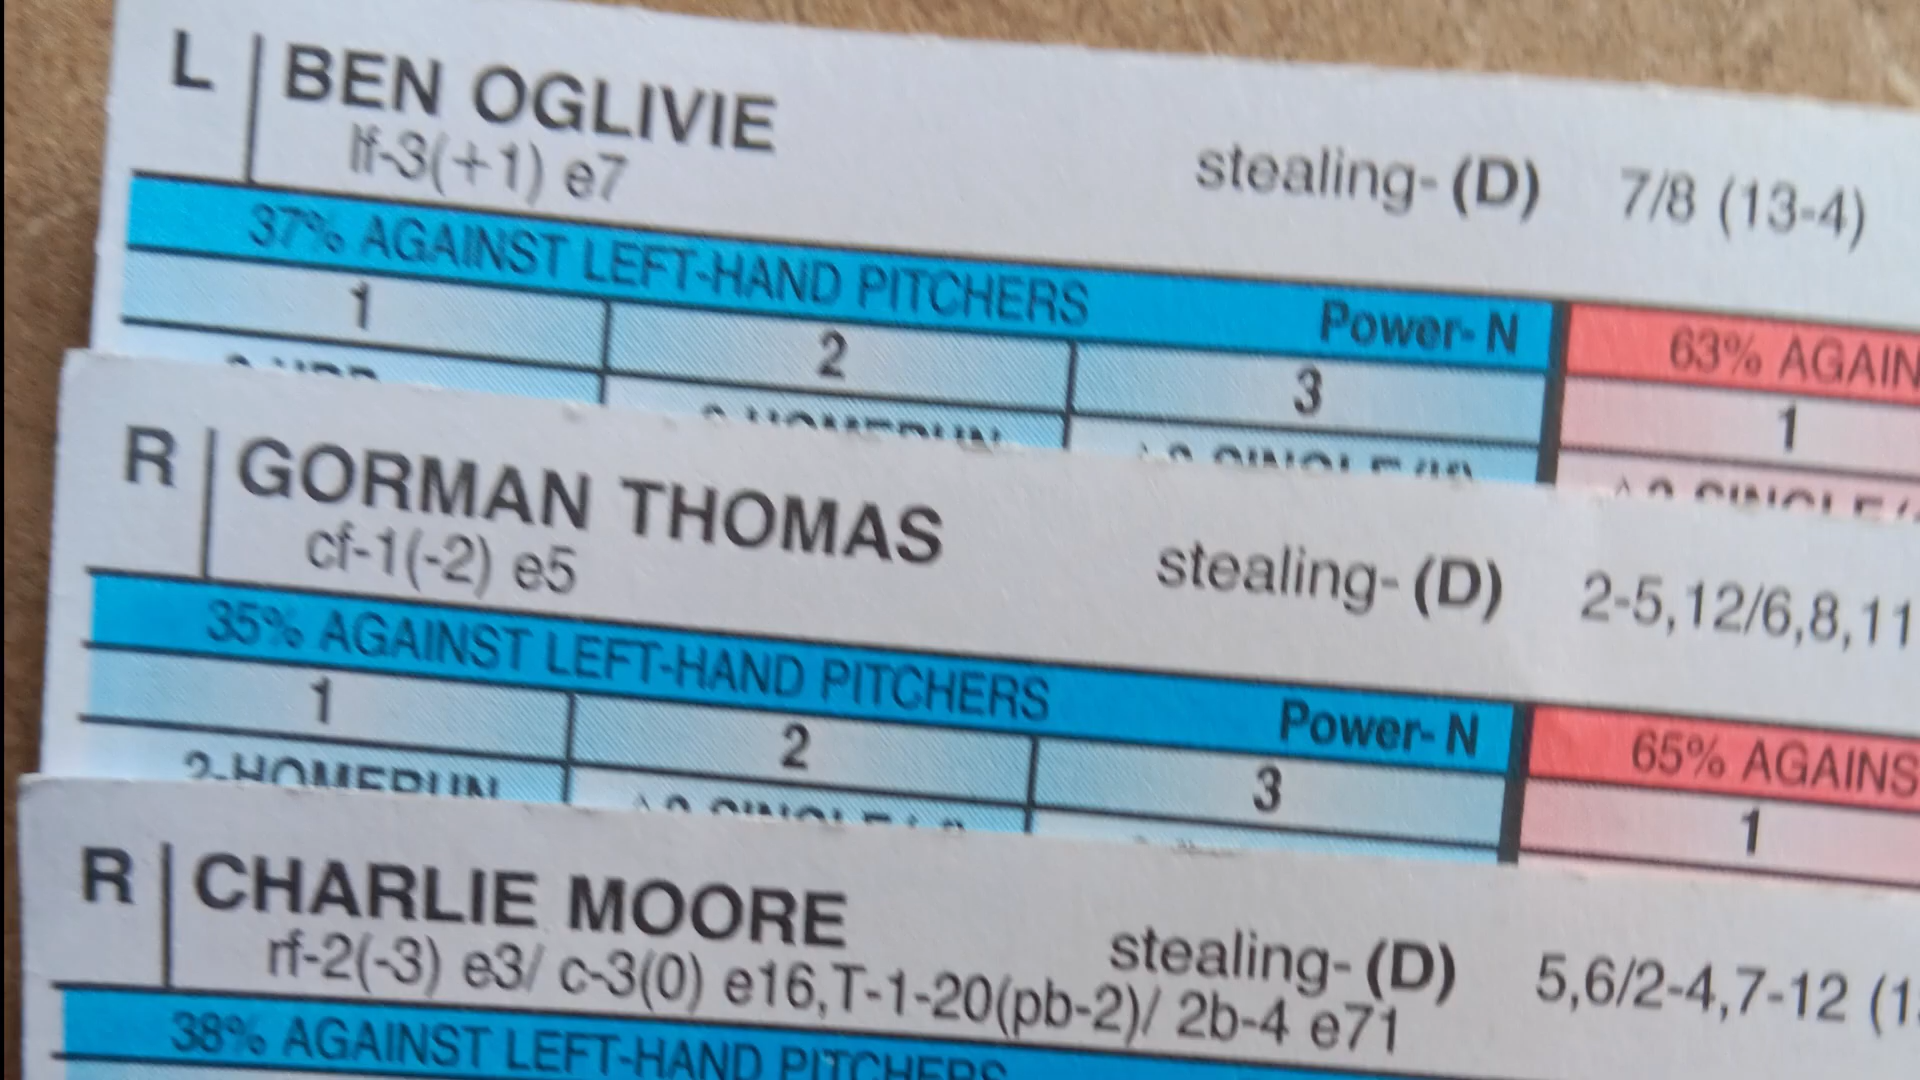 L BEN OGLIVIE
lf-3(+1) e7 stealing- (D) 7/8 (13-4)
37% AGAINST LEFT-HAND PITCHERS Power- N 63% AGAIN
1 2 3 1
R GORMAN THOMAS
cf-1(-2) e5 stealing- (D) 2-5,12/6,8,11
35% AGAINST LEFT-HAND PITCHERS Power- N 65% AGAINS
1 2 3 1
2-HOMERUN
R CHARLIE MOORE
stealing- (D) 5,6/2-4,7-12 (1
rf-2(-3) e3/ c-3(0) e16,T-1-20(pb-2)/ 2b-4 e71
38% AGAINST LEFT-HAND PITCHERS